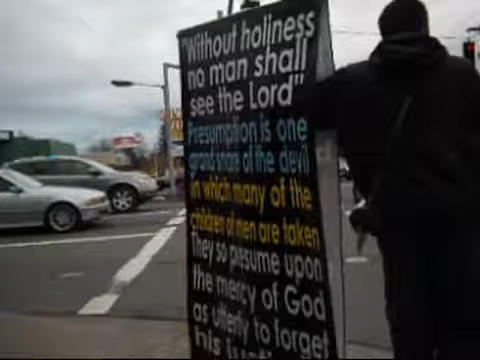 "Without holiness
no man shall
see the Lord"
Presumption is one
grand snare of the devil
in which many of the
children of men are taken
They so presume upon
the mercy of God
as utterly to forget
his